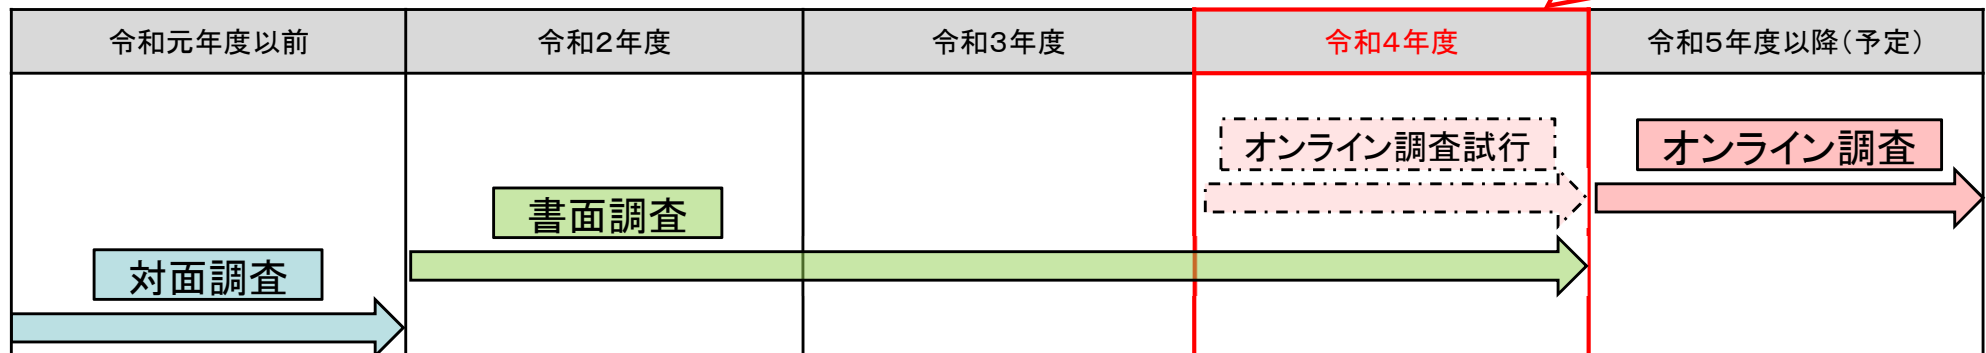 令和元年度以前
令和２年度
令和３年度
令和４年度
令和５年度以降（予定）
オンライン調査試行
オンライン調査
書面調査
対面調査